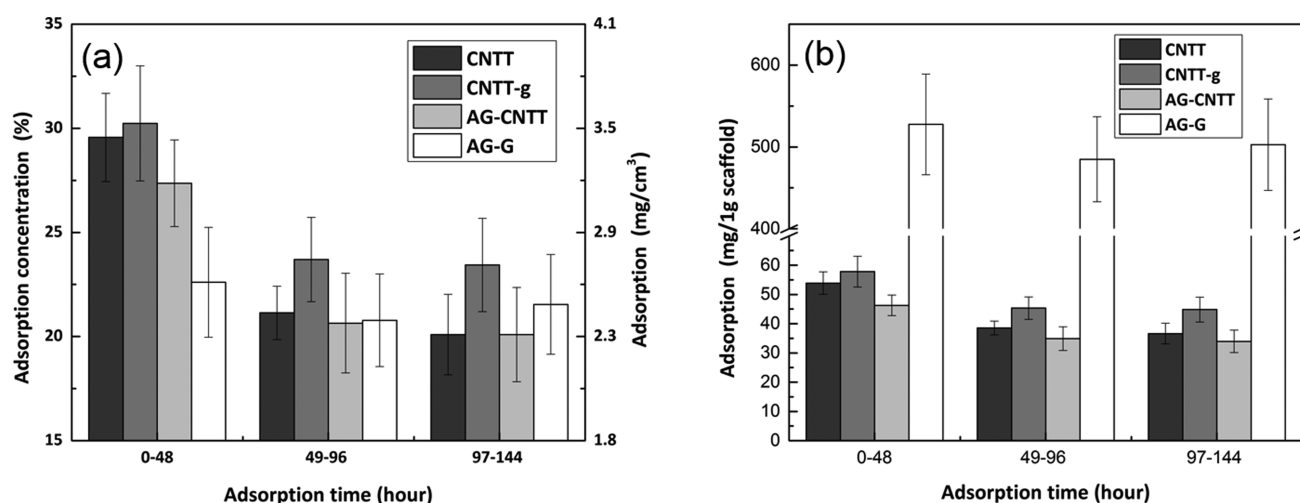 (a)
CNTT
CNTT-g
AG-CNTT
AG-G
Adsorption concentration (%)
35
30
25
20
15
Adsorption (mg/cm³)
4.1
3.5
2.9
2.3
1.8
0-48
49-96
97-144
Adsorption time (hour)
(b)
CNTT
CNTT-g
AG-CNTT
AG-G
Adsorption (mg/1g scaffold)
600
500
400
60
50
40
30
20
10
0
0-48
49-96
97-144
Adsorption time (hour)